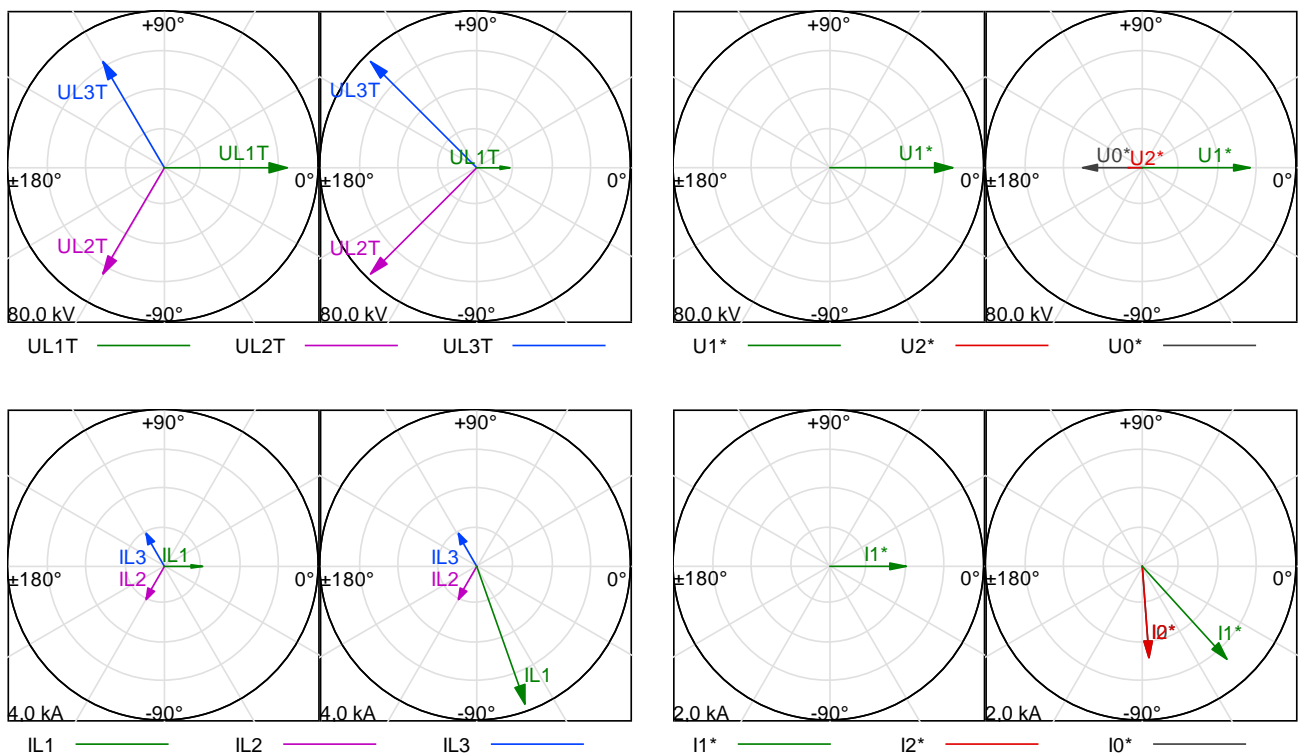 +90° +90° +90° +90°
UL3T UL3T
UL1T UL1T U1* U0* U2* U1*
±180° 0° ±180° 0° ±180° 0° ±180° 0°
UL2T UL2T
80.0 kV -90° 80.0 kV -90° 80.0 kV -90° 80.0 kV -90°
UL1T UL2T UL3T U1* U2* U0*
+90° +90° +90° +90°
IL3 IL1 IL3 I1*
±180° IL2 0° ±180° IL2 0° ±180° 0° ±180° 0°
I1*
IL1
4.0 kA -90° 4.0 kA -90° 2.0 kA -90° 2.0 kA -90°
IL1 IL2 IL3 I1* I2* I0*